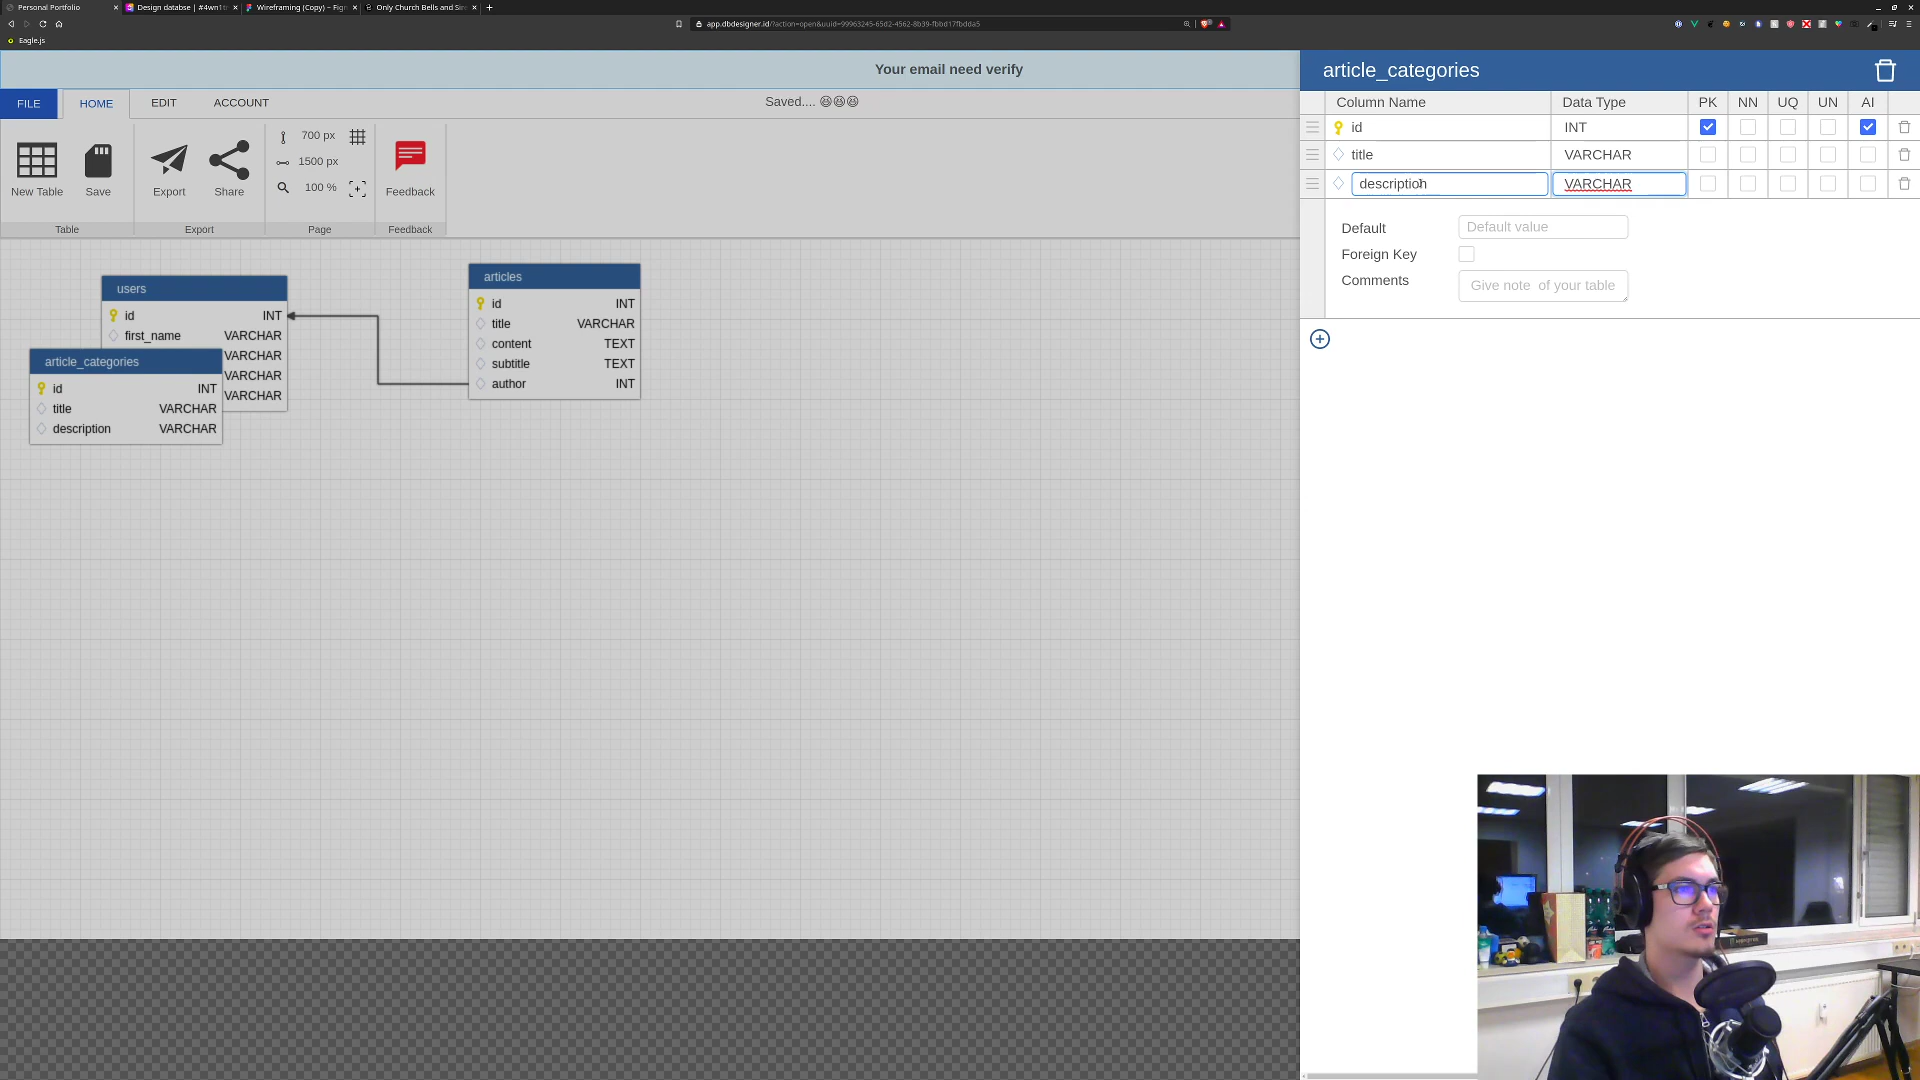 Personal Portfolio
Design databse | #4wn1t
Wireframing (Copy) – Fig
Only Church Bells and Sire
app.dbdesigner.id/?action=open&uuid=99963245-65d2-4562-8b39-fbbd17fbdda5
Eagle.js
Your email need verify
FILE
HOME
EDIT
ACCOUNT
Saved....
New Table
Save
Export
Share
700 px
1500 px
100 %
Feedback
Table
Export
Page
Feedback
users
id INT
first_name VARCHAR
VARCHAR
VARCHAR
VARCHAR
article_categories
id INT
title VARCHAR
description VARCHAR
articles
id INT
title VARCHAR
content TEXT
subtitle TEXT
author INT
article_categories
Column Name Data Type PK NN UQ UN AI
id INT
title VARCHAR
description VARCHAR
Default Default value
Foreign Key
Comments Give note of your table